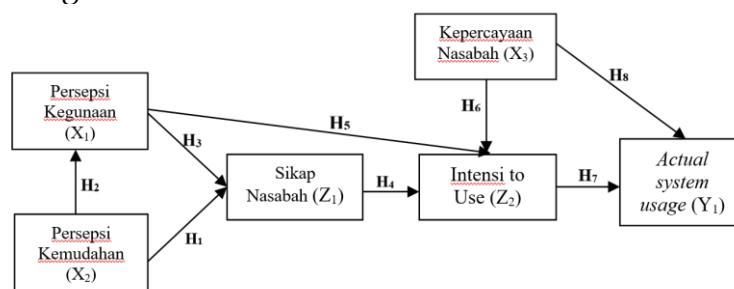 Kepercayaan
Nasabah (X₃)
Persepsi
Kegunaan
(X₁)
H₈
H₆
H₅
H₃
Sikap
Nasabah (Z₁)
H₄
Intensi to
Use (Z₂)
H₇
Actual
system
usage (Y₁)
H₂
H₁
Persepsi
Kemudahan
(X₂)